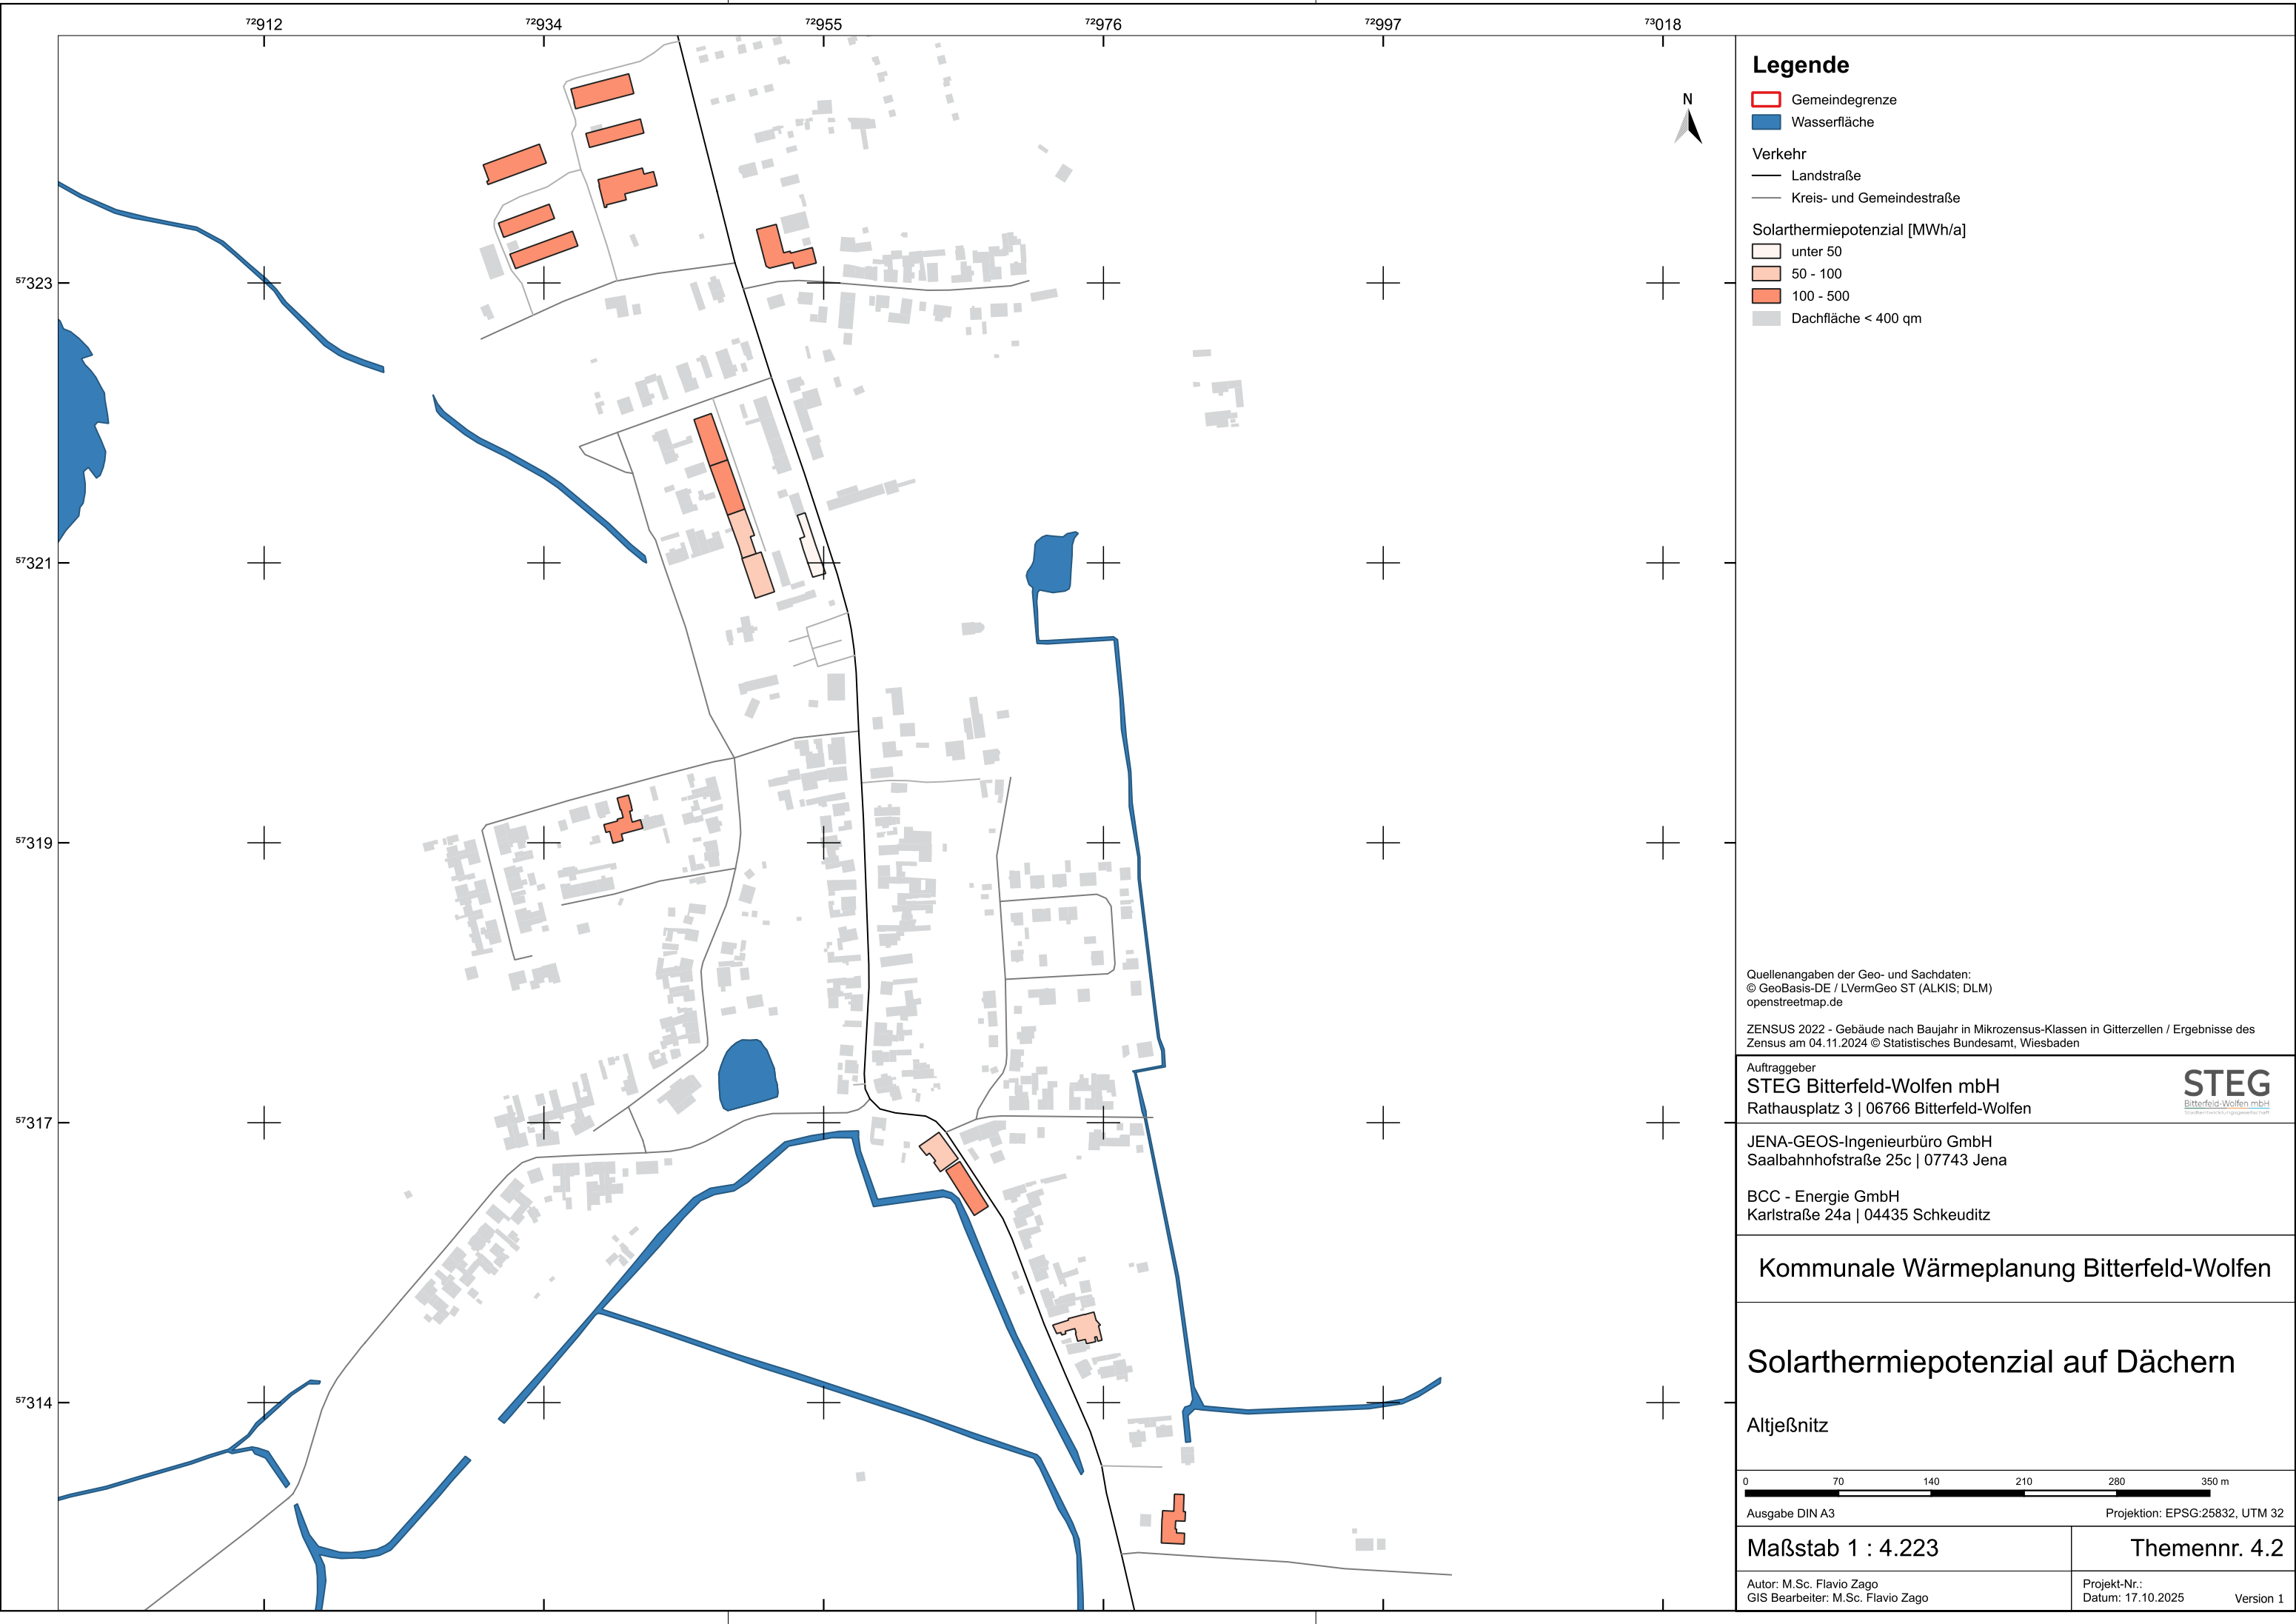 ⁷²912 ⁷²934 ⁷²955 ⁷²976 ⁷²997 ⁷³018
⁵⁷323
⁵⁷321
⁵⁷319
⁵⁷317
⁵⁷314
N
Legende
Gemeindegrenze
Wasserfläche
Verkehr
Landstraße
Kreis- und Gemeindestraße
Solarthermiepotenzial [MWh/a]
unter 50
50 - 100
100 - 500
Dachfläche < 400 qm
Quellenangaben der Geo- und Sachdaten:
© GeoBasis-DE / LVermGeo ST (ALKIS; DLM)
openstreetmap.de
ZENSUS 2022 - Gebäude nach Baujahr in Mikrozensus-Klassen in Gitterzellen / Ergebnisse des
Zensus am 04.11.2024 © Statistisches Bundesamt, Wiesbaden
Auftraggeber
STEG Bitterfeld-Wolfen mbH
Rathausplatz 3 | 06766 Bitterfeld-Wolfen
STEG
Bitterfeld-Wolfen mbH
Stadtentwicklungsgesellschaft
JENA-GEOS-Ingenieurbüro GmbH
Saalbahnhofstraße 25c | 07743 Jena
BCC - Energie GmbH
Karlstraße 24a | 04435 Schkeuditz
Kommunale Wärmeplanung Bitterfeld-Wolfen
Solarthermiepotenzial auf Dächern
Altjeßnitz
0 70 140 210 280 350 m
Ausgabe DIN A3 Projektion: EPSG:25832, UTM 32
Maßstab 1 : 4.223 Themennr. 4.2
Autor: M.Sc. Flavio Zago Projekt-Nr.:
GIS Bearbeiter: M.Sc. Flavio Zago Datum: 17.10.2025 Version 1